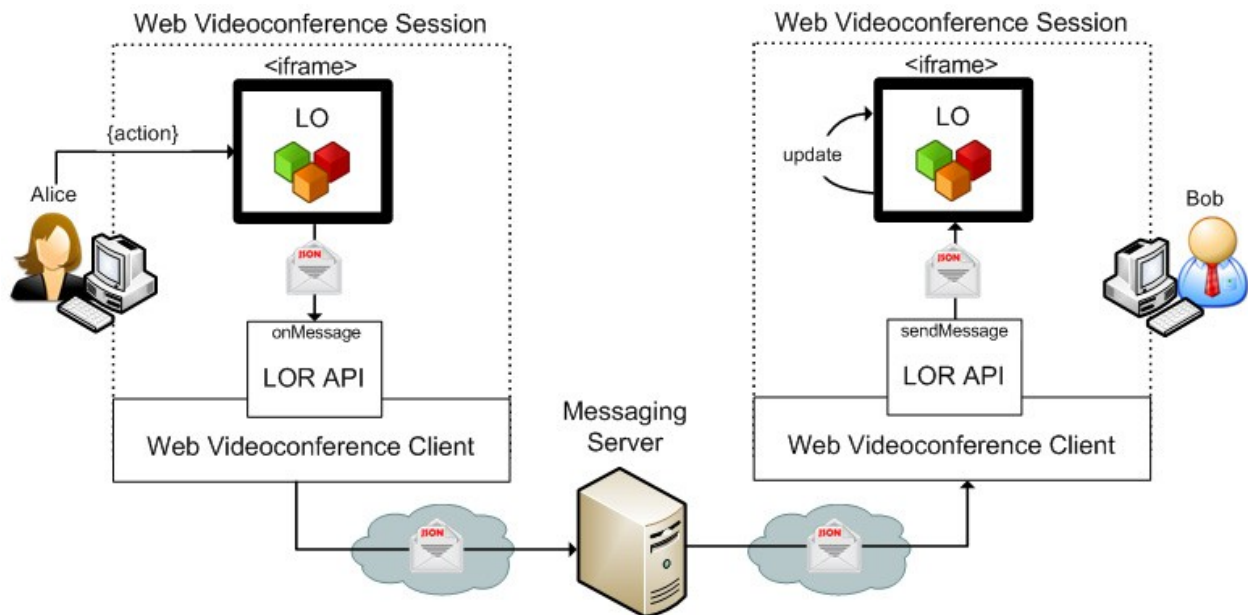 Web Videoconference Session
<iframe>
LO
{action}
Alice
JSON
onMessage
LOR API
Web Videoconference Client
JSON
Messaging
Server
JSON
Web Videoconference Session
<iframe>
LO
update
Bob
JSON
sendMessage
LOR API
Web Videoconference Client